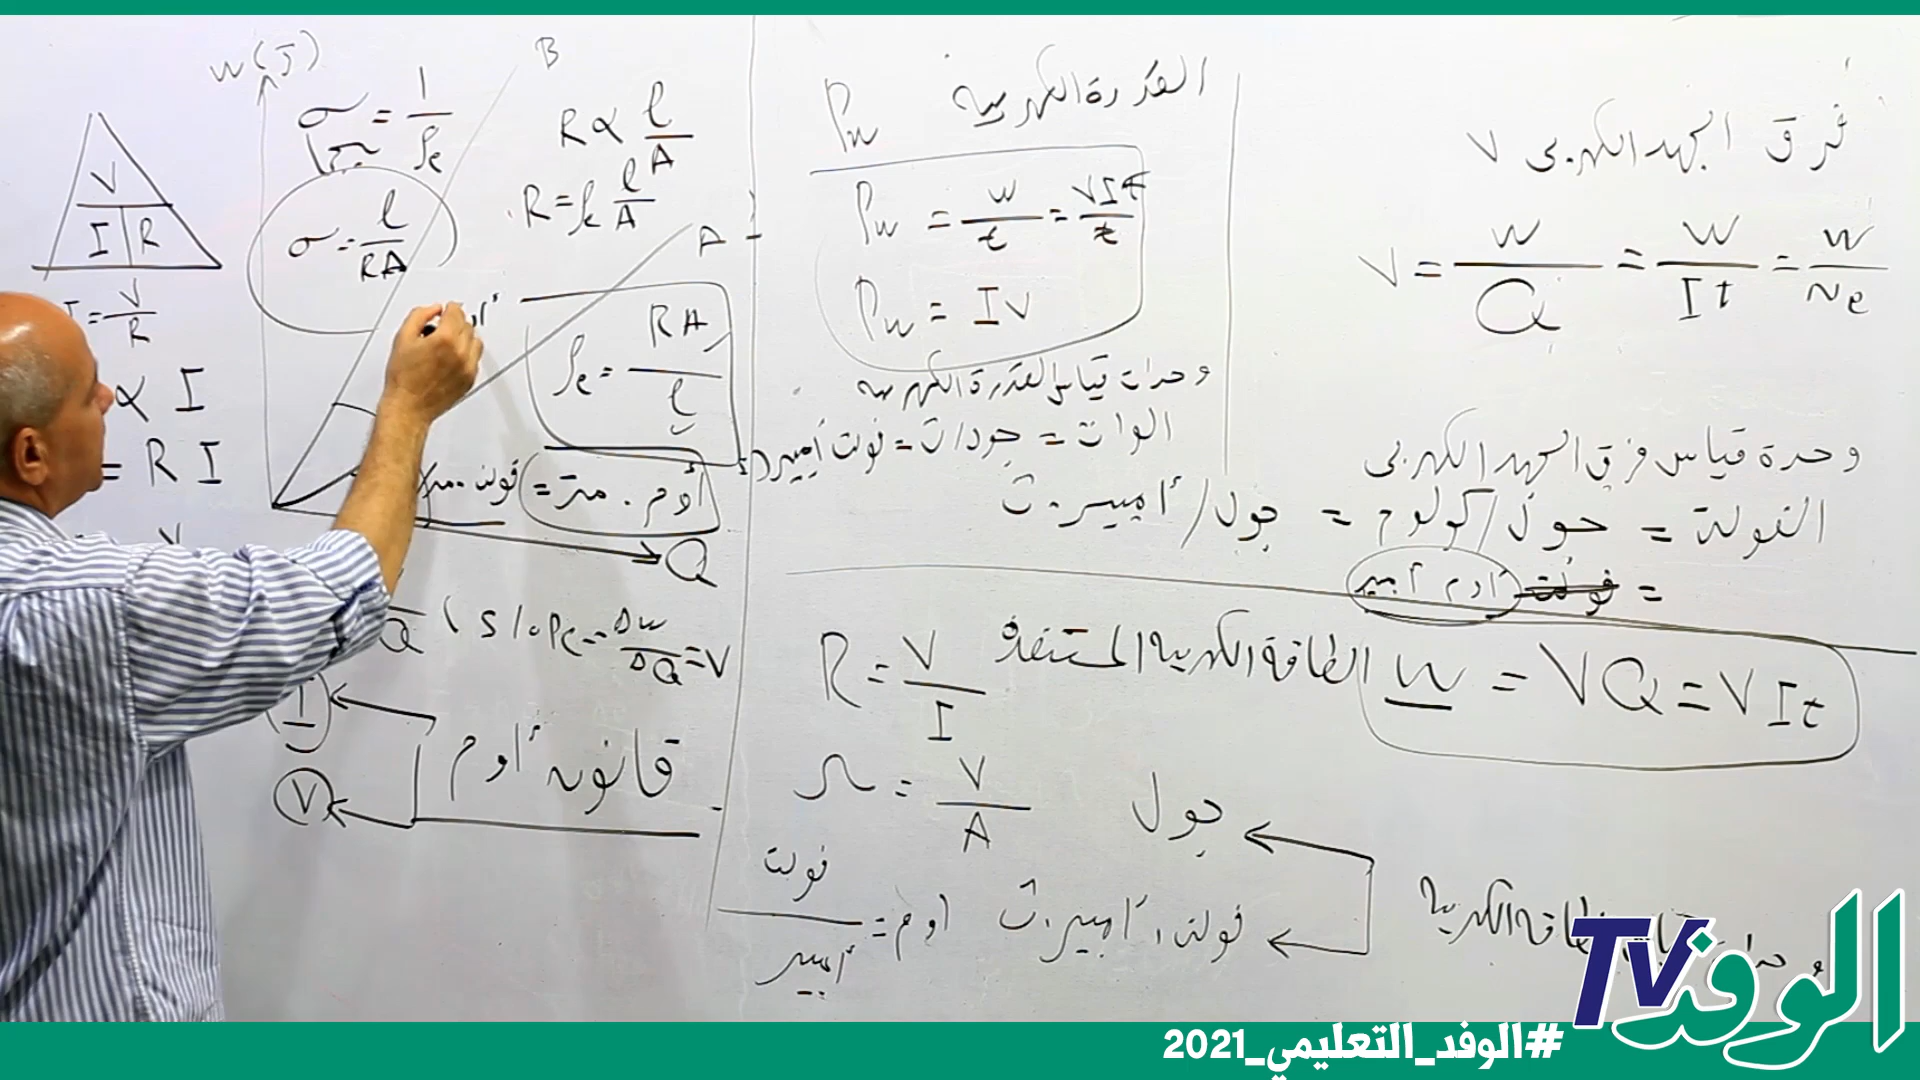 فرق الجهد الكهربى V
V = W/Q = W/It = W/Ne
وحدة قياس فرق الجهد الكهربى
الفولت = جول/كولوم = جول/أمبير.ث
= فولت أوم أمبير
الطاقة الكهربية المستنفذة W = VQ = VIt
جول
فولت.أمبير.ث
القدرة الكهربية Pw
Pw = W/t = VIt/t
Pw = IV
وحدات قياس القدرة الكهربية
الوات = جول/ث = فولت أمبير
R = V/I
Ω = V/A
أوم = فولت/أمبير
W(J)
B
A
Q
σ = 1/ρe
σ = l/RA
R ∝ l/A
R = ρe l/A
ρe = RA/l
أوم.متر =
slope = ΔW/ΔQ = V
قانون أوم
I
V
V
I R
I = V/R
∝ I
= R I
الوفد TV
#الوفد_التعليمي_2021